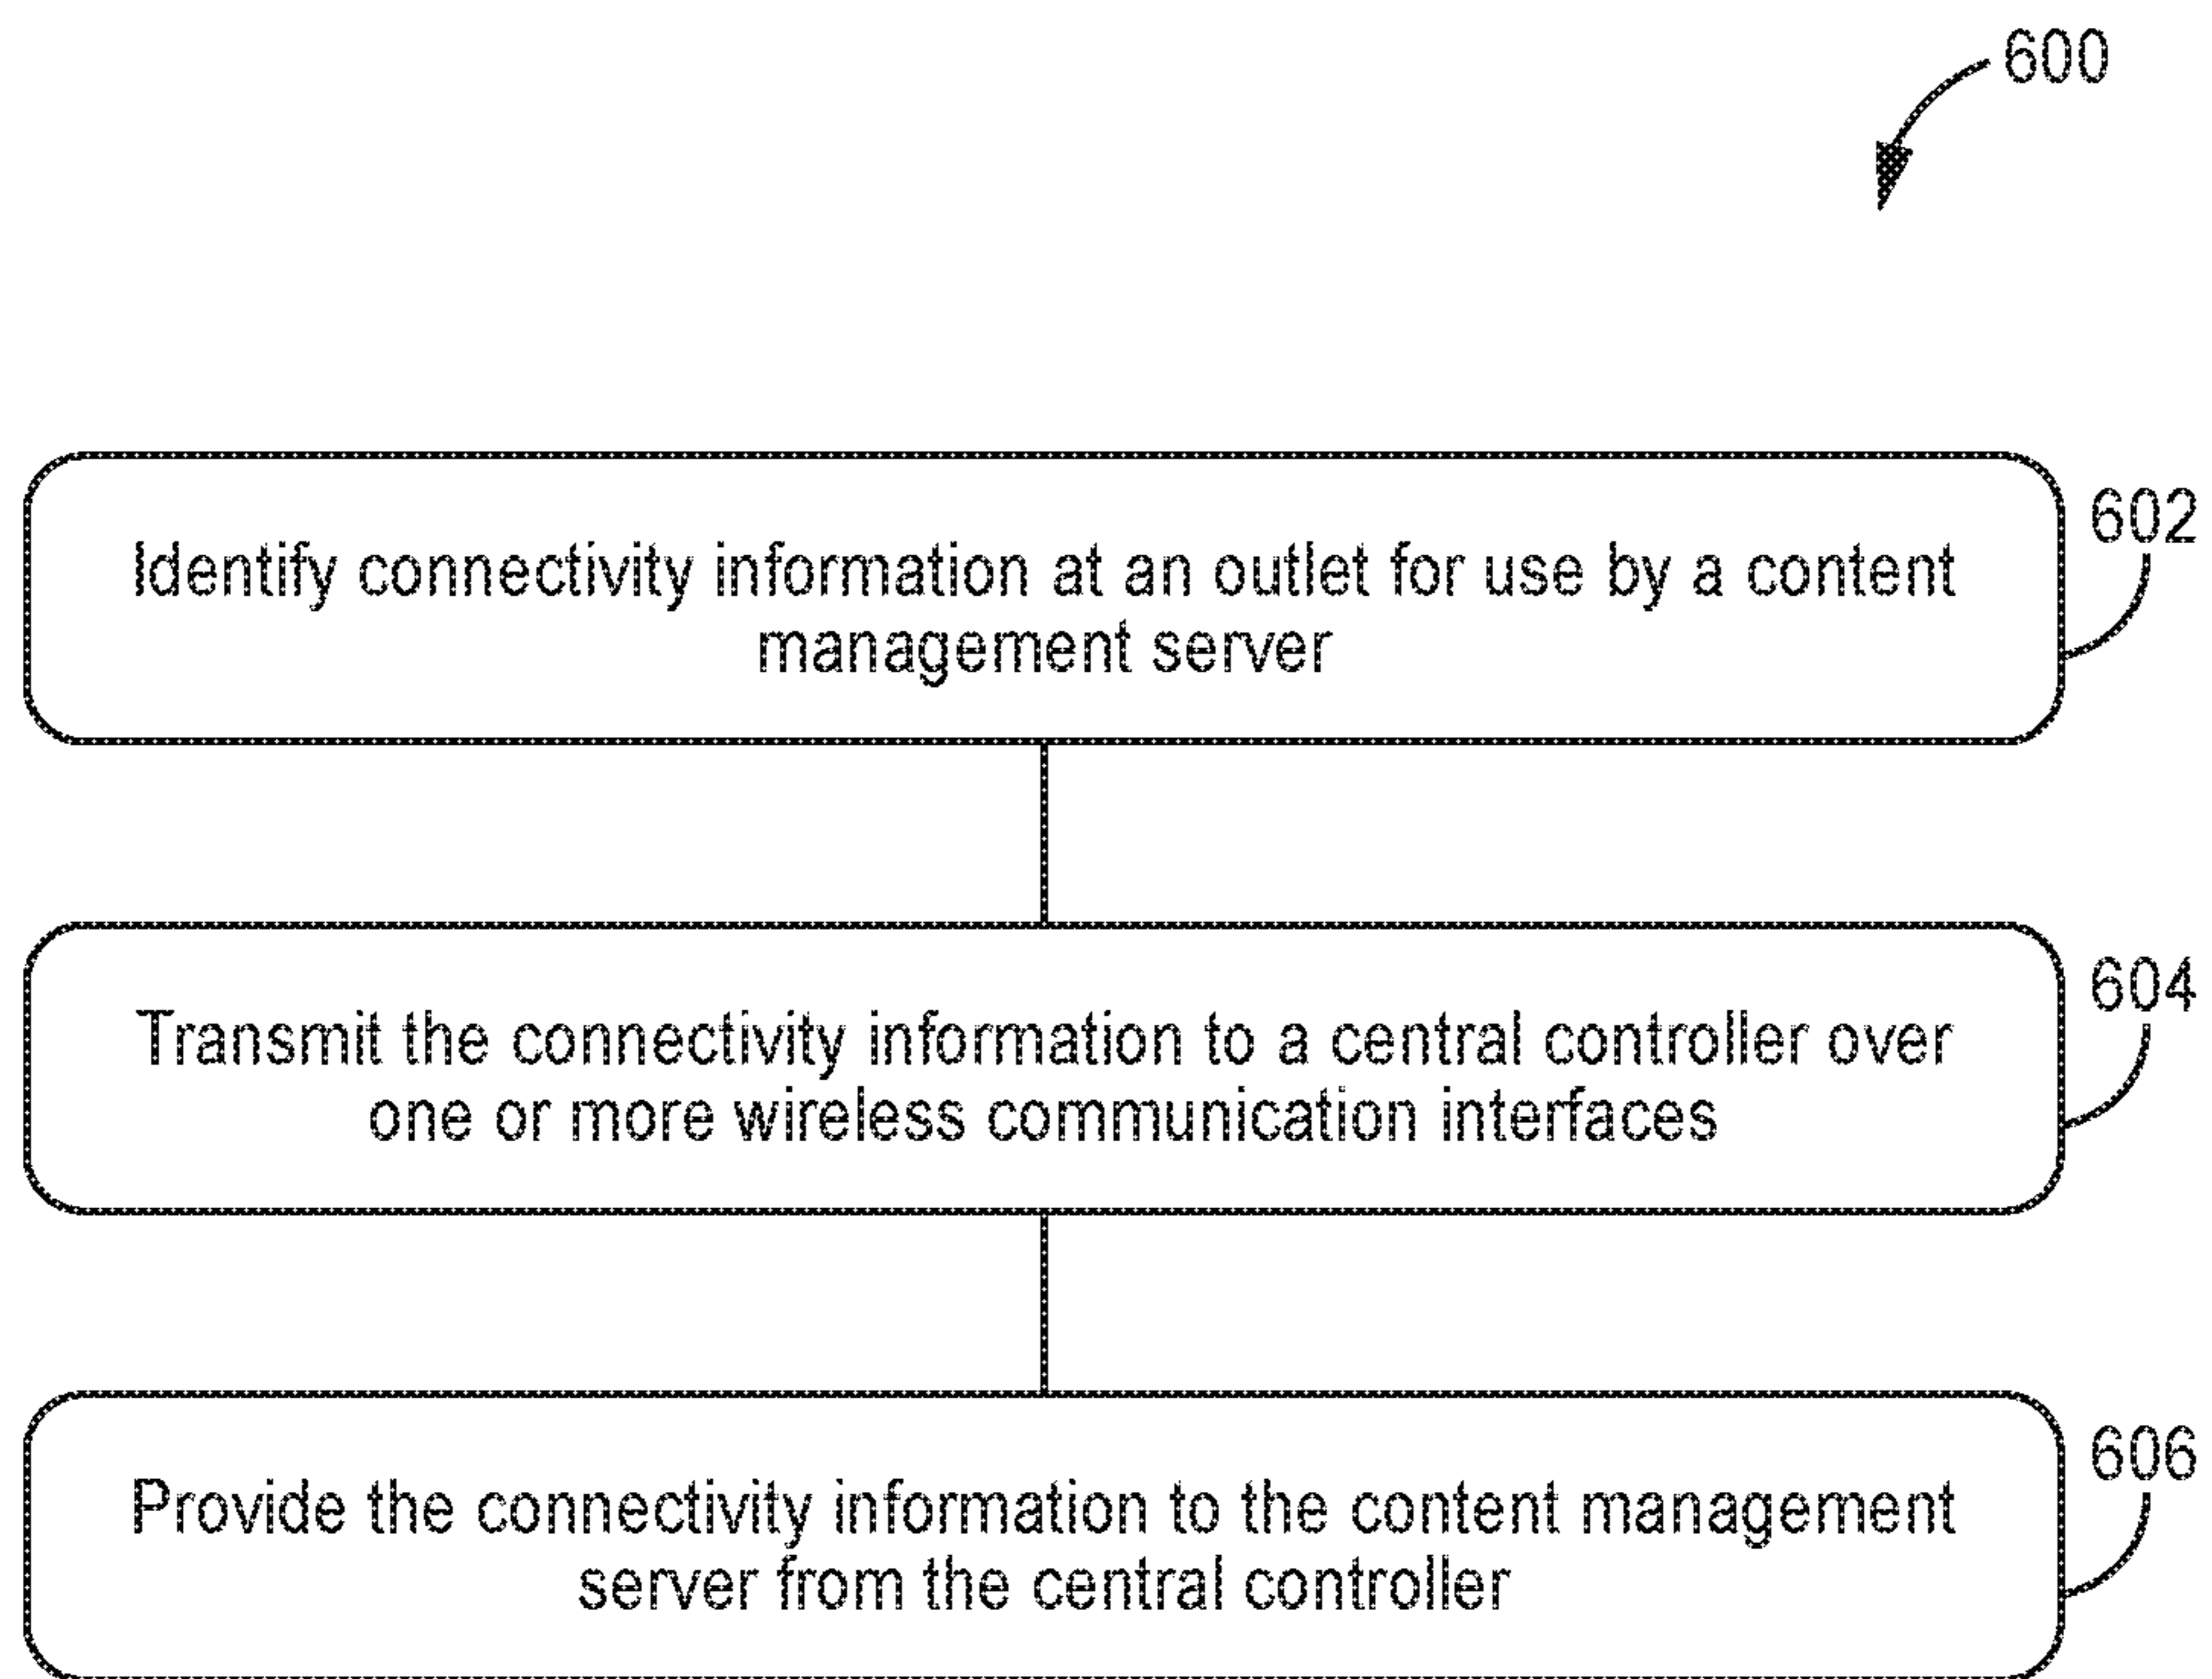 600
Identify connectivity information at an outlet for use by a content
management server
602
Transmit the connectivity information to a central controller over
one or more wireless communication interfaces
604
Provide the connectivity information to the content management
server from the central controller
606